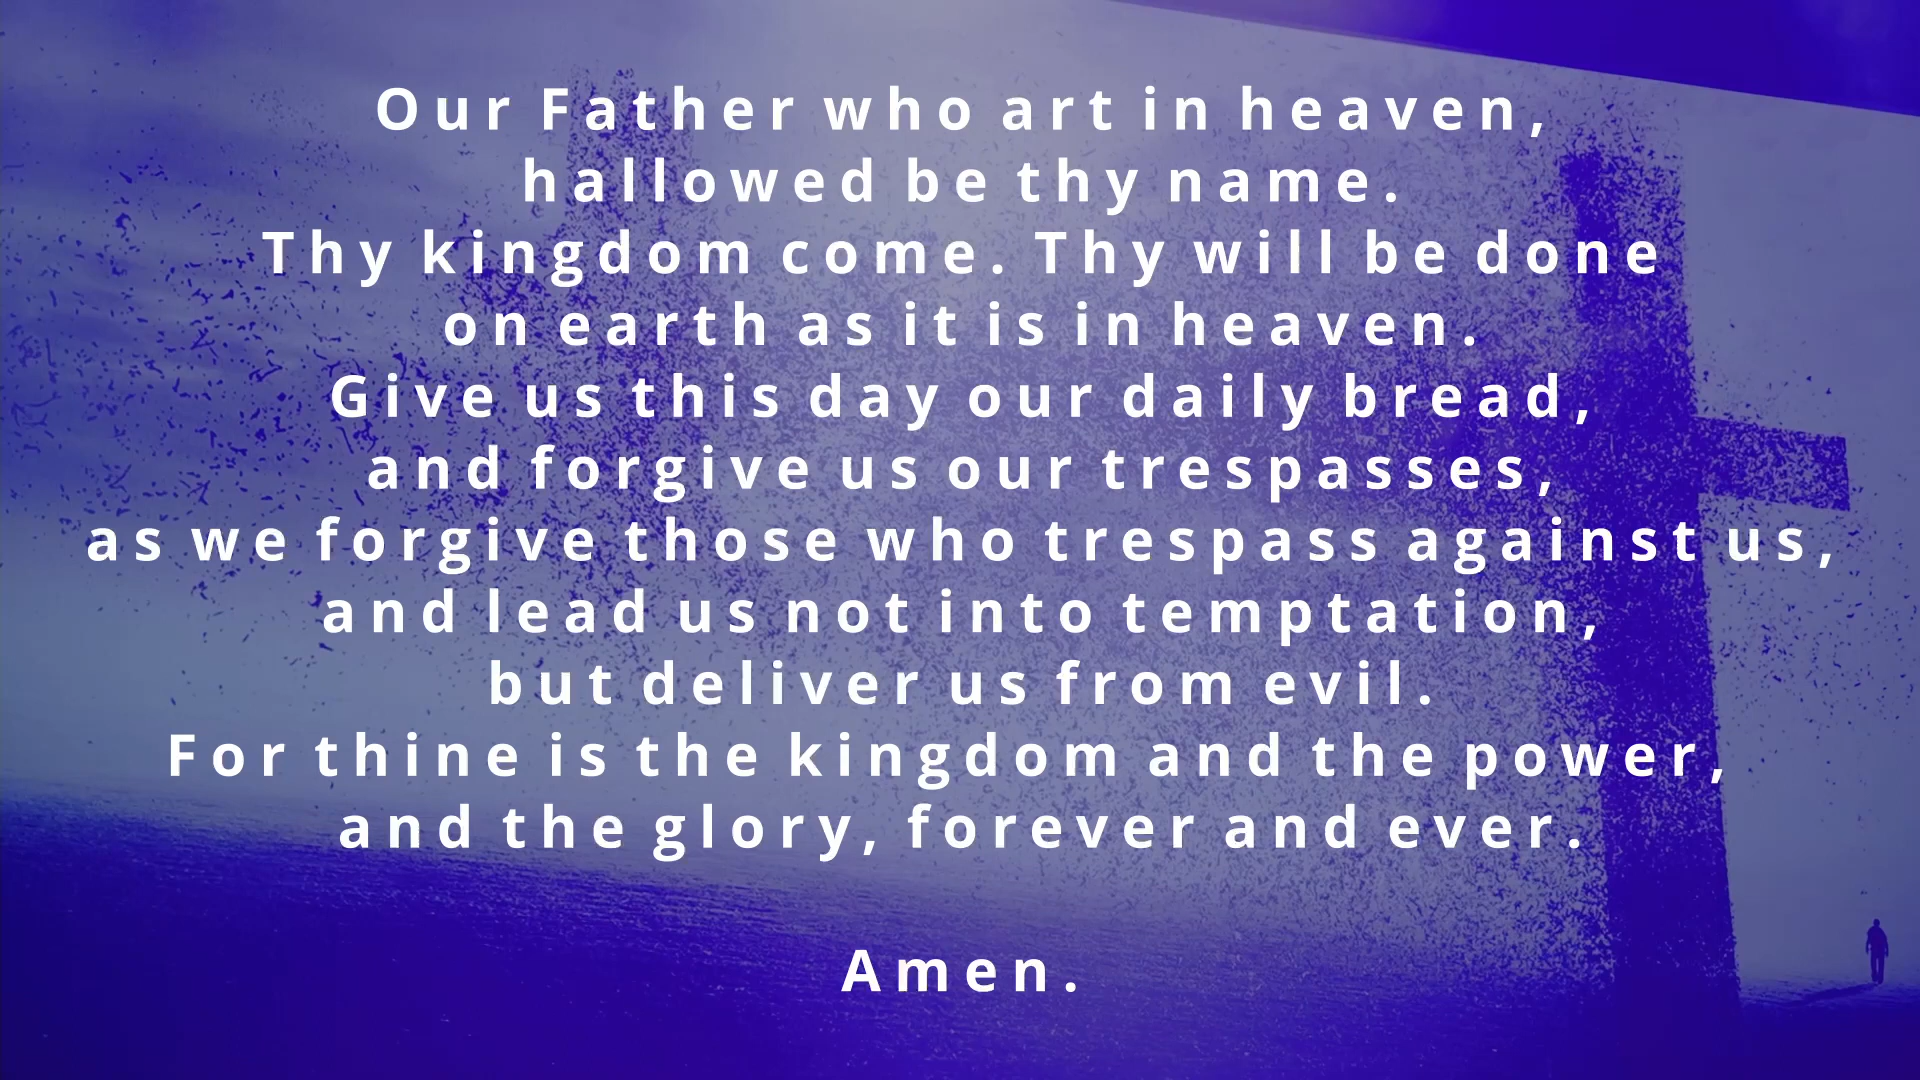 Our Father who art in heaven,
hallowed be thy name.
Thy kingdom come. Thy will be done
on earth as it is in heaven.
Give us this day our daily bread,
and forgive us our trespasses,
as we forgive those who trespass against us,
and lead us not into temptation,
but deliver us from evil.
For thine is the kingdom and the power,
and the glory, forever and ever.
Amen.